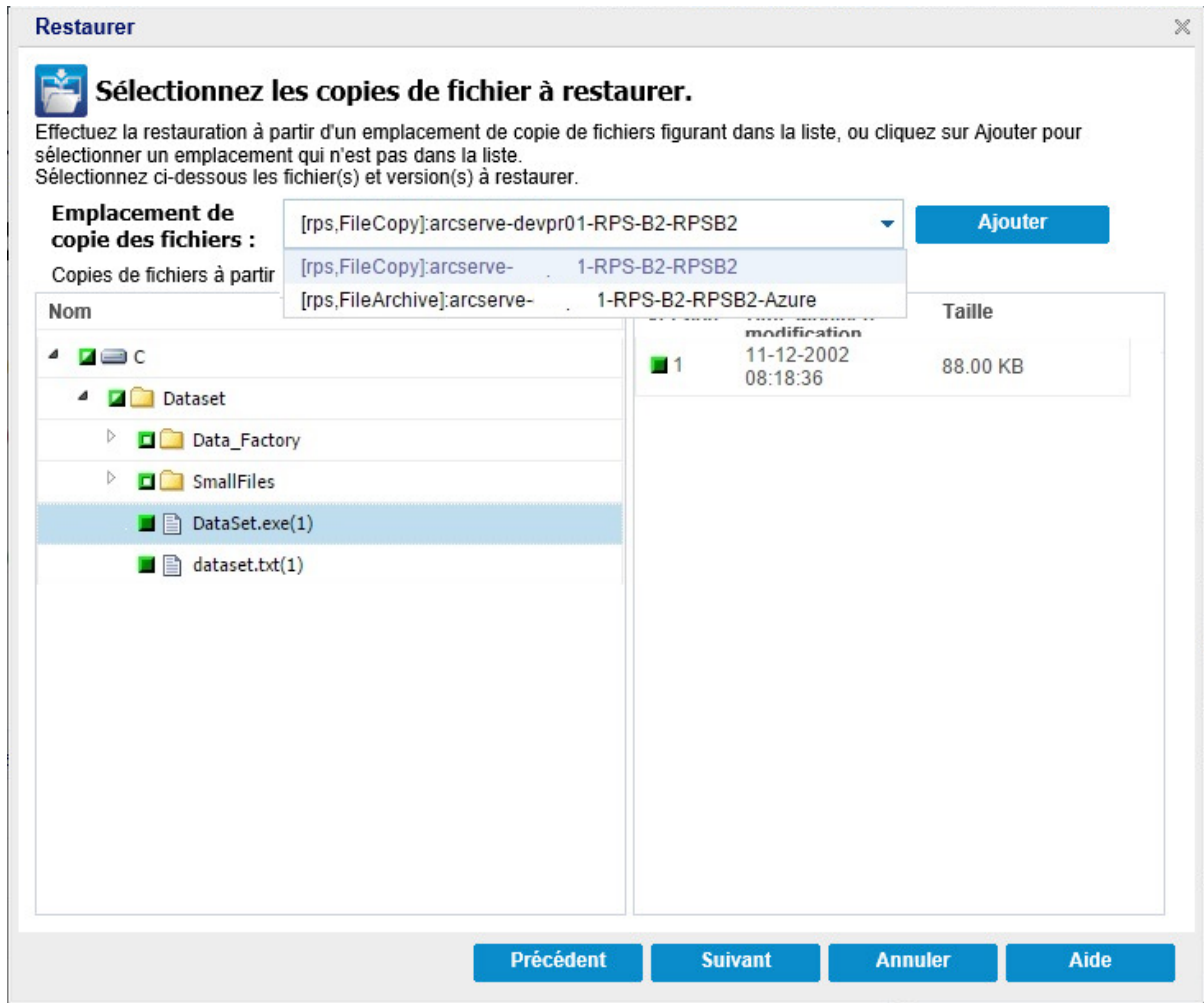 Restaurer
Sélectionnez les copies de fichier à restaurer.
Effectuez la restauration à partir d'un emplacement de copie de fichiers figurant dans la liste, ou cliquez sur Ajouter pour
sélectionner un emplacement qui n'est pas dans la liste.
Sélectionnez ci-dessous les fichier(s) et version(s) à restaurer.
Emplacement de
copie des fichiers :
[rps,FileCopy]:arcserve-devpr01-RPS-B2-RPSB2
Ajouter
[rps,FileCopy]:arcserve- 1-RPS-B2-RPSB2
[rps,FileArchive]:arcserve- 1-RPS-B2-RPSB2-Azure
Copies de fichiers à partir
Nom
modification
Taille
C
Dataset
Data_Factory
SmallFiles
DataSet.exe(1)
dataset.txt(1)
1
11-12-2002
08:18:36
88.00 KB
Précédent
Suivant
Annuler
Aide